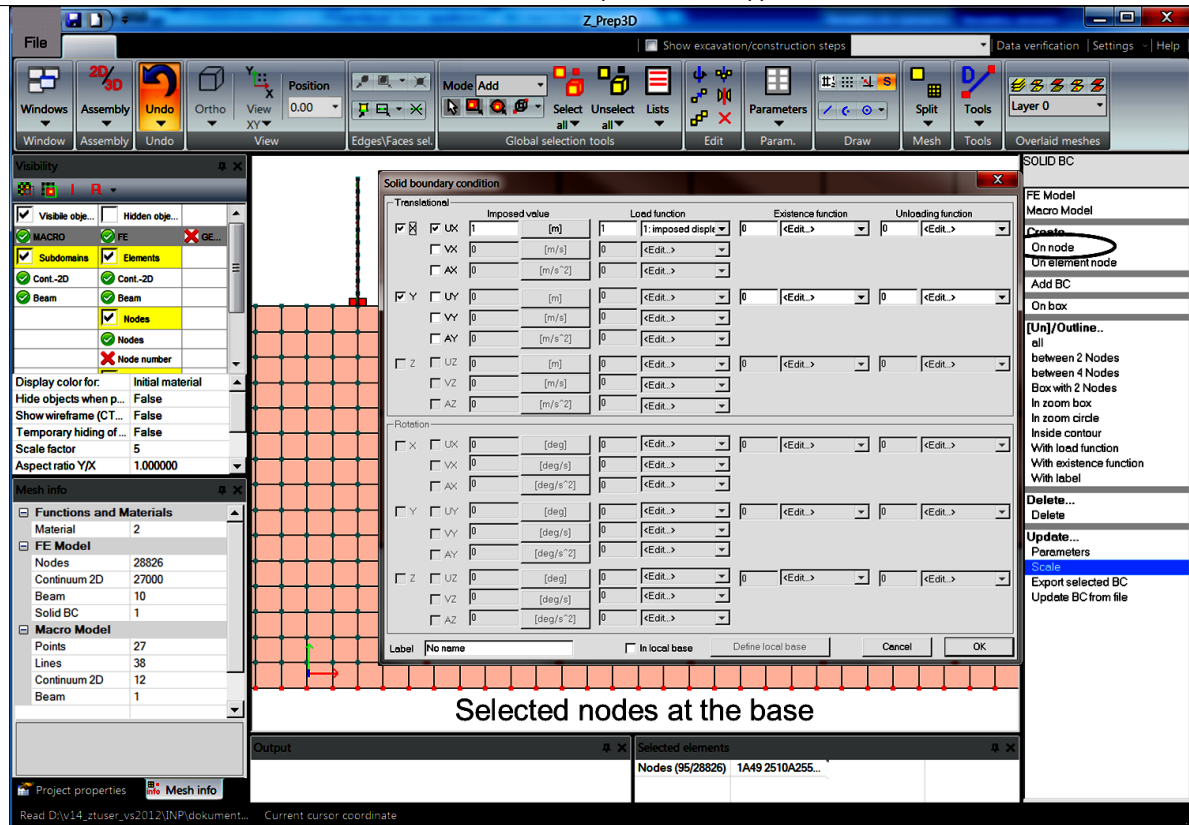 Z_Prep3D
File
Show excavation/construction steps
Data verification | Settings | Help
Windows
Assembly
Undo
Ortho
View XY
Position
0.00
Mode Add
Select all
Unselect all
Lists
Parameters
Split
Tools
Layer 0
Window
Assembly
Undo
View
Edges\Faces sel.
Global selection tools
Edit
Param.
Draw
Mesh
Tools
Overlaid meshes
Visibility
Visibile obje... Hidden obje...
MACRO FE GE...
Subdomains Elements
Cont.-2D Cont.-2D
Beam Beam
Nodes
Nodes
Node number
Display color for: Initial material
Hide objects when p... False
Show wireframe (CT... False
Temporary hiding of ... False
Scale factor 5
Aspect ratio Y/X 1.000000
Mesh info
Functions and Materials
Material 2
FE Model
Nodes 28826
Continuum 2D 27000
Beam 10
Solid BC 1
Macro Model
Points 27
Lines 38
Continuum 2D 12
Beam 1
Project properties Mesh info
Solid boundary condition
Translational
Imposed value Load function Existence function Unloading function
X UX 1 [m] 1 1: imposed disple 0 <Edit..> 0 <Edit..>
VX 0 [m/s] 0 <Edit..>
AX 0 [m/s^2] 0 <Edit..>
Y UY 0 [m] 0 <Edit..> 0 <Edit..> 0 <Edit..>
VY 0 [m/s] 0 <Edit..>
AY 0 [m/s^2] 0 <Edit..>
Z UZ 0 [m] 0 <Edit..> 0 <Edit..> 0 <Edit..>
VZ 0 [m/s] 0 <Edit..>
AZ 0 [m/s^2] 0 <Edit..>
Rotation
X UX 0 [deg] 0 <Edit..> 0 <Edit..> 0 <Edit..>
VX 0 [deg/s] 0 <Edit..>
AX 0 [deg/s^2] 0 <Edit..>
Y UY 0 [deg] 0 <Edit..> 0 <Edit..> 0 <Edit..>
VY 0 [deg/s] 0 <Edit..>
AY 0 [deg/s^2] 0 <Edit..>
Z UZ 0 [deg] 0 <Edit..> 0 <Edit..> 0 <Edit..>
VZ 0 [deg/s] 0 <Edit..>
AZ 0 [deg/s^2] 0 <Edit..>
Label No name In local base Define local base Cancel OK
Selected nodes at the base
Output
Selected elements
Nodes (95/28826) 1A49 2510A255...
SOLID BC
FE Model
Macro Model
Create...
On node
On element node
Add BC
On box
[Un]/Outline..
all
between 2 Nodes
between 4 Nodes
Box with 2 Nodes
In zoom box
In zoom circle
Inside contour
With load function
With existence function
With label
Delete...
Delete
Update...
Parameters
Scale
Export selected BC
Update BC from file
Read D:\v14_ztuser_vs2012\INP\dokument... Current cursor coordinate